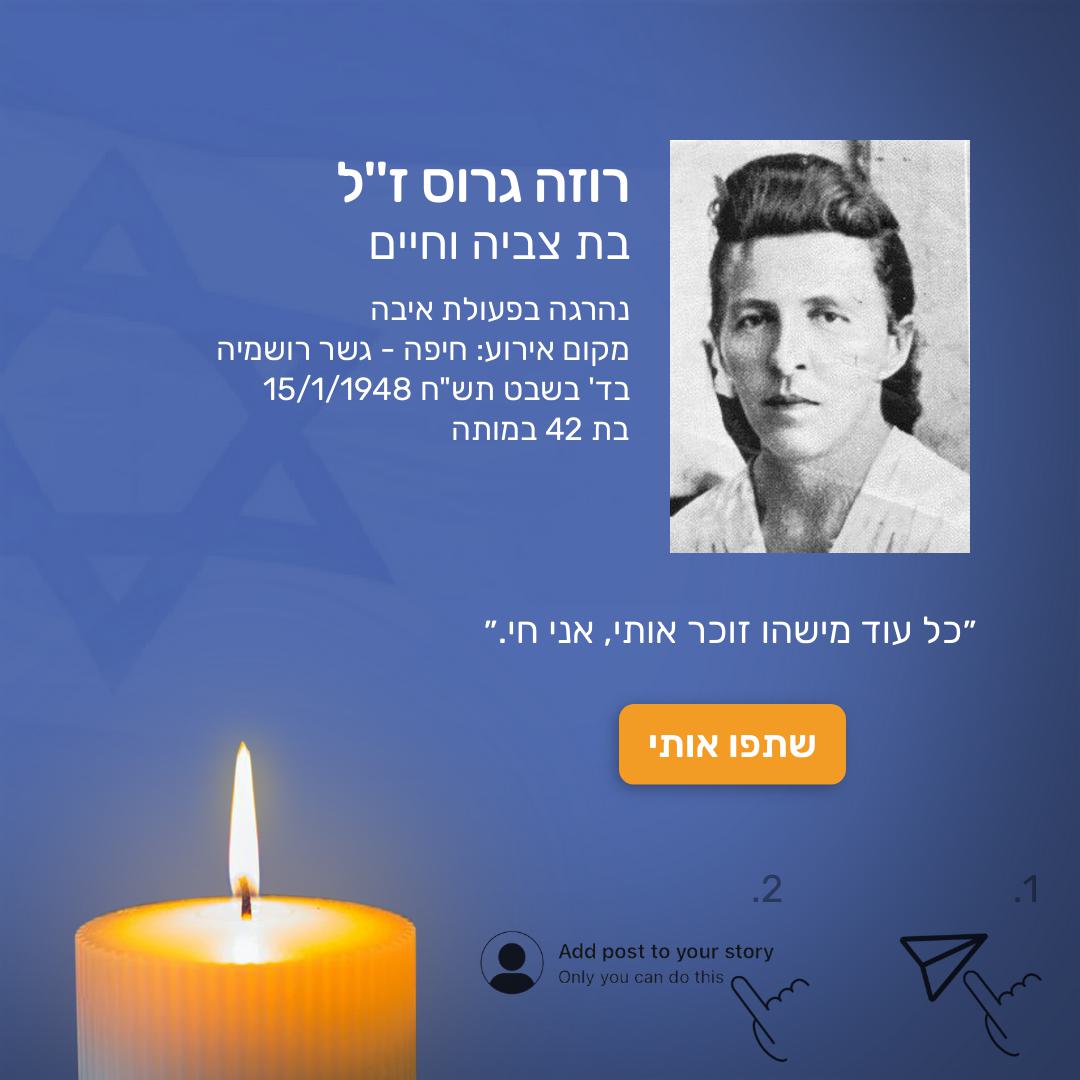 רוזה גרוס ז"ל
בת צביה וחיים
נהרגה בפעולת איבה
מקום אירוע: חיפה - גשר רושמיה
בד' בשבט תש"ח 15/1/1948
בת 42 במותה
״כל עוד מישהו זוכר אותי, אני חי.״
שתפו אותי
.1
.2
Add post to your story
Only you can do this